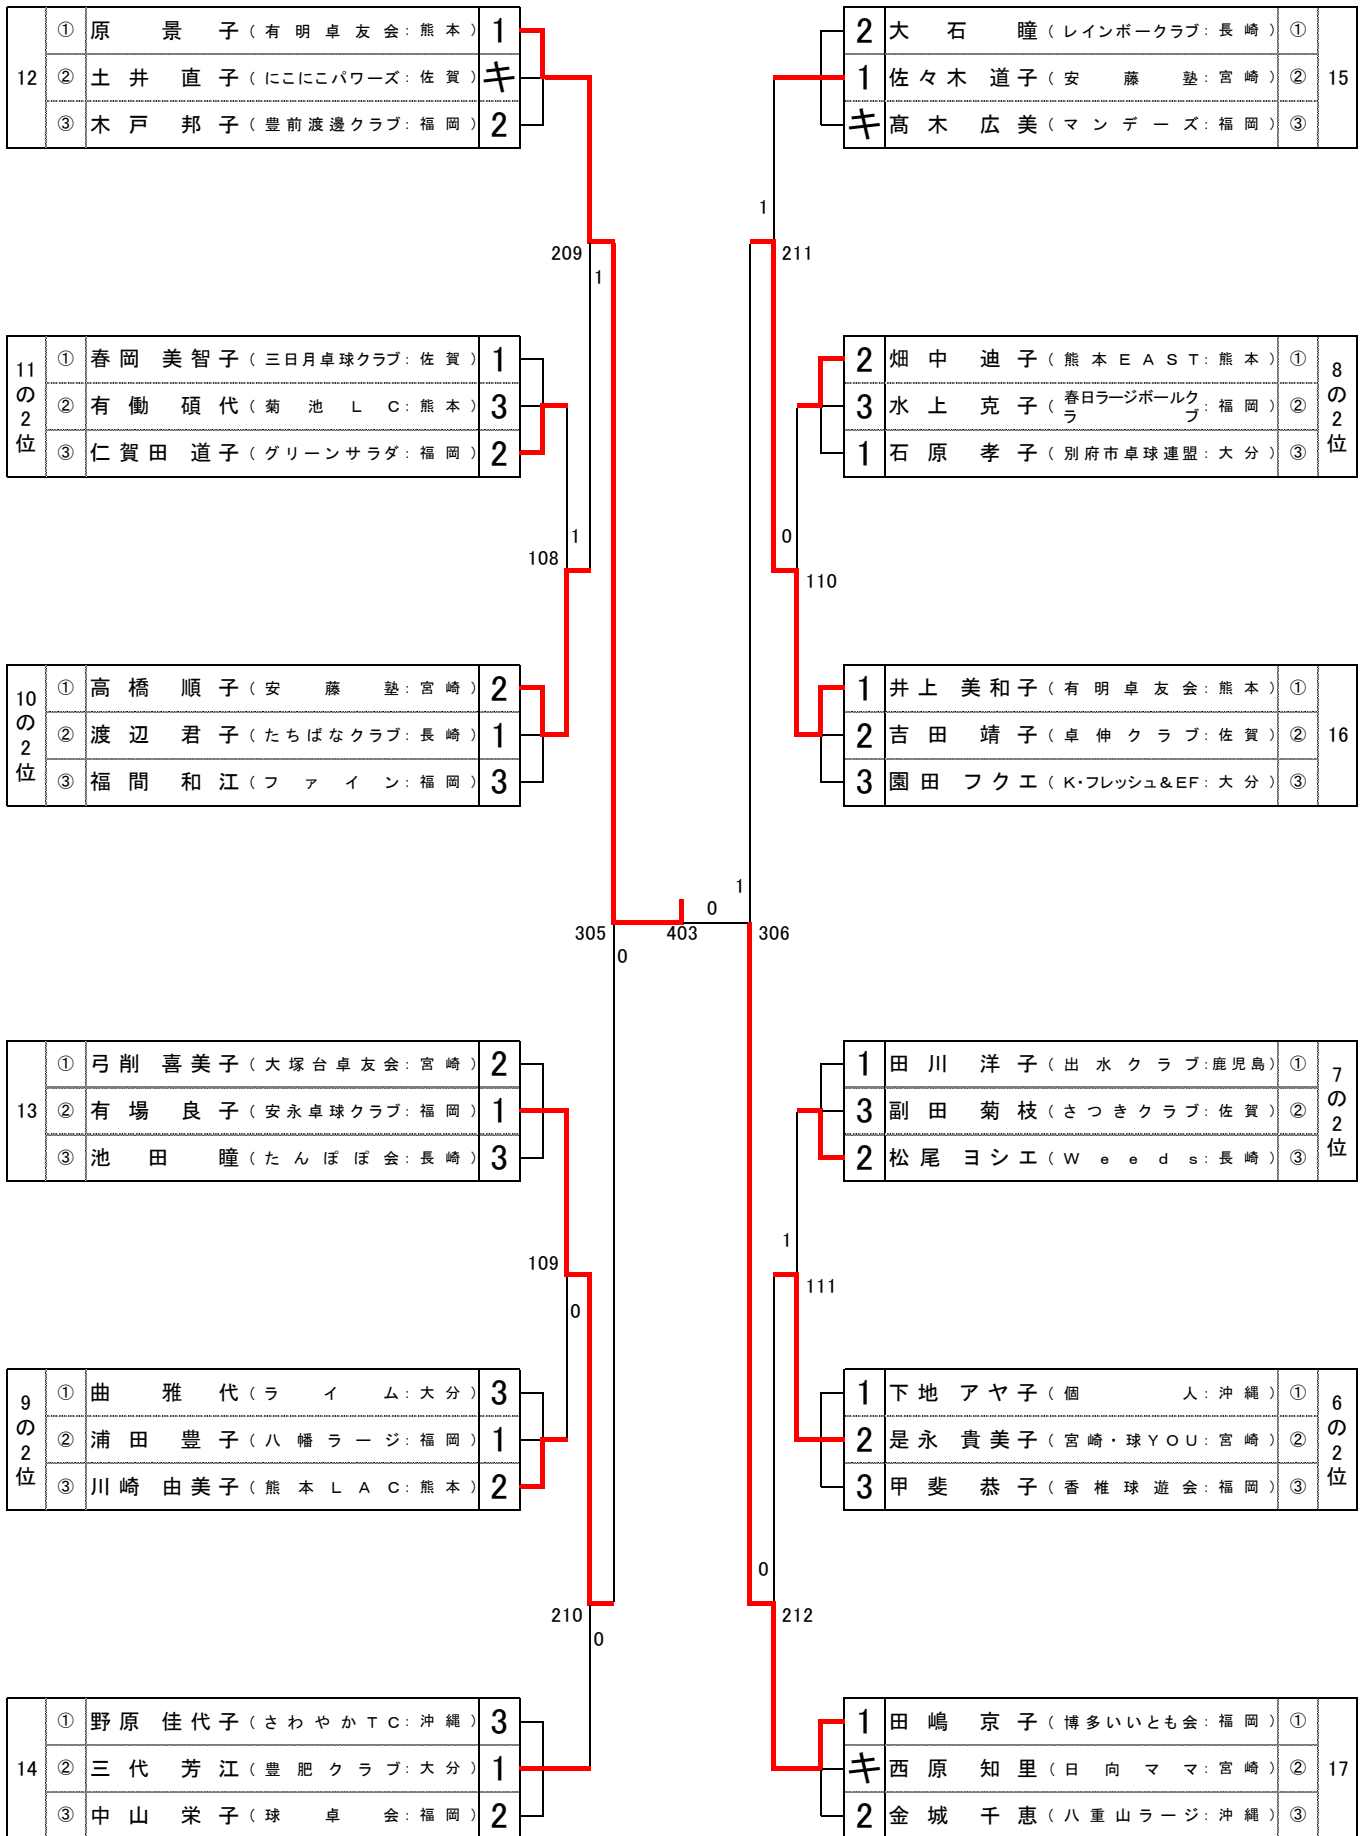 12
① 原 景 子 ( 有 明 卓 友 会 : 熊 本 ) 1
② 土 井 直 子 ( にこにこパワーズ : 佐 賀 ) キ
③ 木 戸 邦 子 ( 豊前渡邊クラブ : 福 岡 ) 2
209
1
11の2位
① 春 岡 美 智 子 ( 三日月卓球クラブ : 佐 賀 ) 1
② 有 働 碩 代 ( 菊 池 L C : 熊 本 ) 3
③ 仁 賀 田 道 子 ( グリーンサラダ : 福 岡 ) 2
108
1
10の2位
① 高 橋 順 子 ( 安 藤 塾 : 宮 崎 ) 2
② 渡 辺 君 子 ( たちばなクラブ : 長 崎 ) 1
③ 福 間 和 江 ( フ ァ イ ン : 福 岡 ) 3
305
0
403
0
13
① 弓 削 喜 美 子 ( 大 塚 台 卓 友 会 : 宮 崎 ) 2
② 有 場 良 子 ( 安永卓球クラブ : 福 岡 ) 1
③ 池 田 瞳 ( た ん ぽ ぽ 会 : 長 崎 ) 3
109
0
9の2位
① 曲 雅 代 ( ラ イ ム : 大 分 ) 3
② 浦 田 豊 子 ( 八 幡 ラ ー ジ : 福 岡 ) 1
③ 川 崎 由 美 子 ( 熊 本 L A C : 熊 本 ) 2
210
0
14
① 野 原 佳 代 子 ( さ わ や か T C : 沖 縄 ) 3
② 三 代 芳 江 ( 豊 肥 ク ラ ブ : 大 分 ) 1
③ 中 山 栄 子 ( 球 卓 会 : 福 岡 ) 2
2 大 石 瞳 ( レインボークラブ : 長 崎 ) ①
1 佐 々 木 道 子 ( 安 藤 塾 : 宮 崎 ) ②
キ 髙 木 広 美 ( マ ン デ ー ズ : 福 岡 ) ③
15
1
211
2 畑 中 迪 子 ( 熊 本 E A S T : 熊 本 ) ①
3 水 上 克 子 ( 春日ラージボールクラブ : 福 岡 ) ②
1 石 原 孝 子 ( 別府市卓球連盟 : 大 分 ) ③
8の2位
0
110
1 井 上 美 和 子 ( 有 明 卓 友 会 : 熊 本 ) ①
2 吉 田 靖 子 ( 卓 伸 ク ラ ブ : 佐 賀 ) ②
3 園 田 フ ク エ ( K・フレッシュ&EF : 大 分 ) ③
16
1
306
1 田 川 洋 子 ( 出 水 ク ラ ブ : 鹿児島 ) ①
3 副 田 菊 枝 ( さ つ き ク ラ ブ : 佐 賀 ) ②
2 松 尾 ヨ シ エ ( W e e d s : 長 崎 ) ③
7の2位
1
111
1 下 地 ア ヤ 子 ( 個 人 : 沖 縄 ) ①
2 是 永 貴 美 子 ( 宮 崎 ・ 球 Y O U : 宮 崎 ) ②
3 甲 斐 恭 子 ( 香 椎 球 遊 会 : 福 岡 ) ③
6の2位
0
212
1 田 嶋 京 子 ( 博多いいとも会 : 福 岡 ) ①
キ 西 原 知 里 ( 日 向 マ マ : 宮 崎 ) ②
2 金 城 千 恵 ( 八 重 山 ラ ー ジ : 沖 縄 ) ③
17